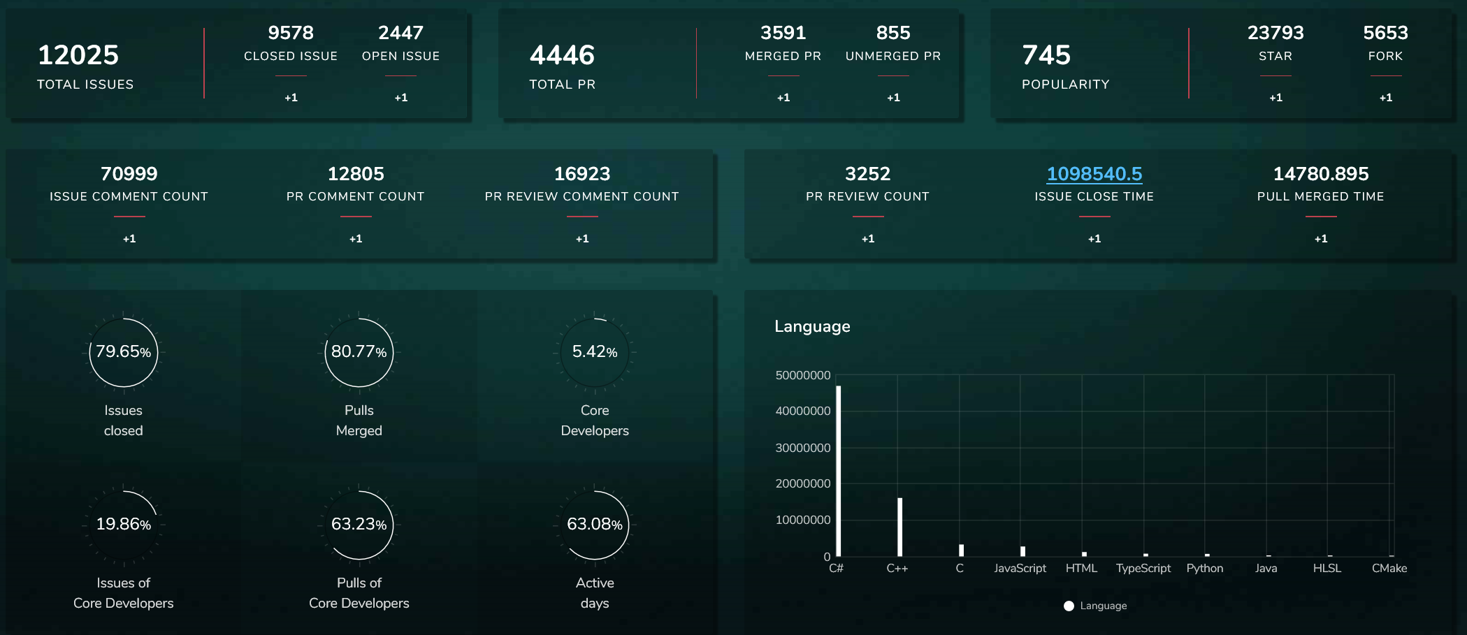 12025
TOTAL ISSUES
9578
CLOSED ISSUE
+1
2447
OPEN ISSUE
+1
4446
TOTAL PR
3591
MERGED PR
+1
855
UNMERGED PR
+1
745
POPULARITY
23793
STAR
+1
5653
FORK
+1
70999
ISSUE COMMENT COUNT
+1
12805
PR COMMENT COUNT
+1
16923
PR REVIEW COMMENT COUNT
+1
3252
PR REVIEW COUNT
+1
1098540.5
ISSUE CLOSE TIME
+1
14780.895
PULL MERGED TIME
+1
79.65%
Issues
closed
80.77%
Pulls
Merged
5.42%
Core
Developers
19.86%
Issues of
Core Developers
63.23%
Pulls of
Core Developers
63.08%
Active
days
Language
50000000
40000000
30000000
20000000
10000000
0
C# C++ C JavaScript HTML TypeScript Python Java HLSL CMake
Language